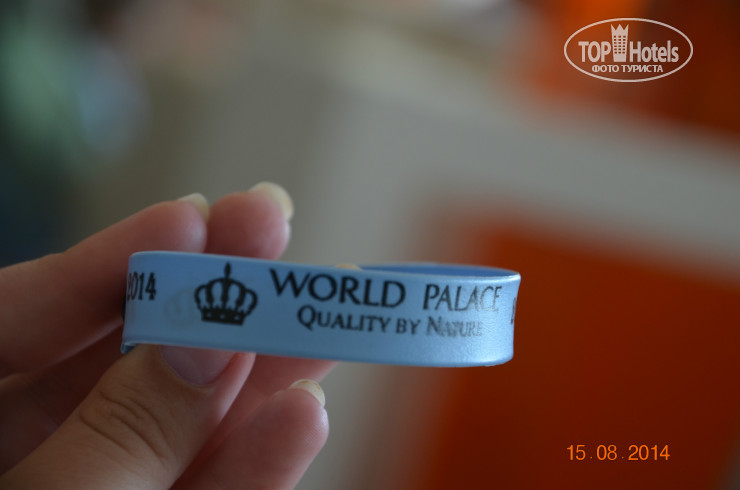 TOP Hotels
ФОТО ТУРИСТА
2014
WORLD PALACE
QUALITY BY NATURE
15.08.2014